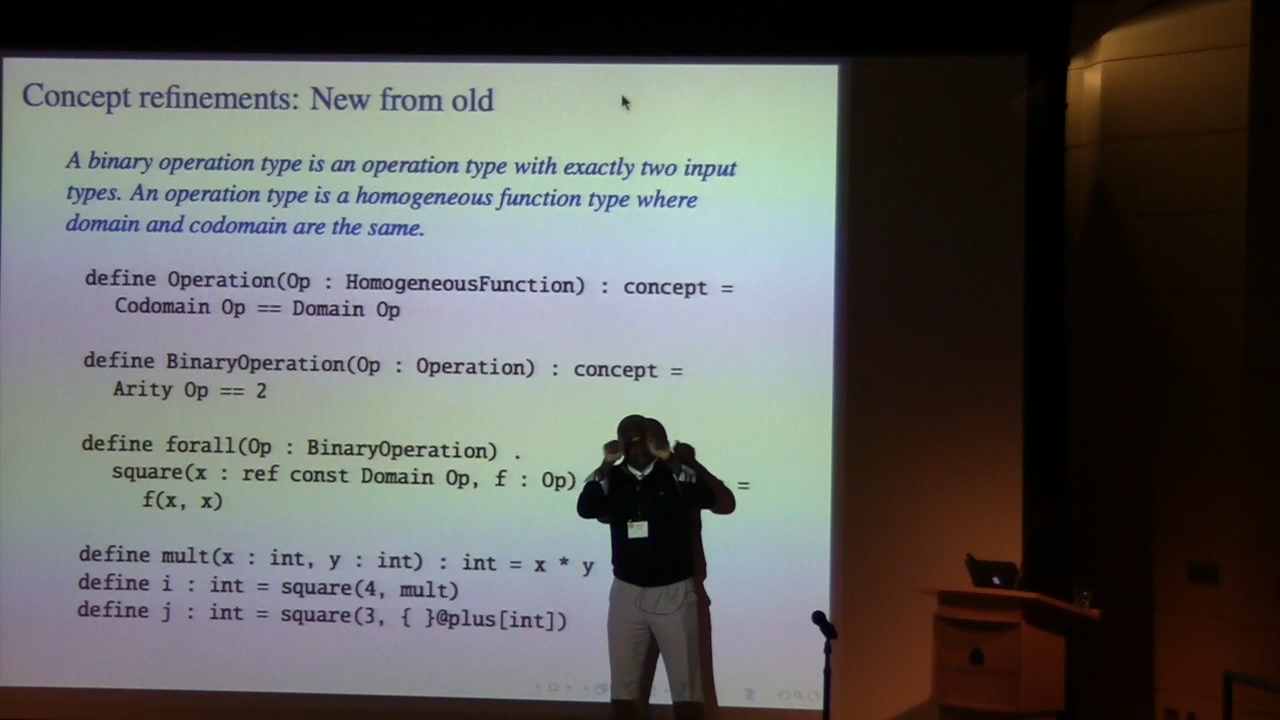 Concept refinements: New from old
A binary operation type is an operation type with exactly two input
types. An operation type is a homogeneous function type where
domain and codomain are the same.
define Operation(Op : HomogeneousFunction) : concept =
Codomain Op == Domain Op
define BinaryOperation(Op : Operation) : concept =
Arity Op == 2
define forall(Op : BinaryOperation) .
square(x : ref const Domain Op, f : Op) =
f(x, x)
define mult(x : int, y : int) : int = x * y
define i : int = square(4, mult)
define j : int = square(3, { }@plus[int])